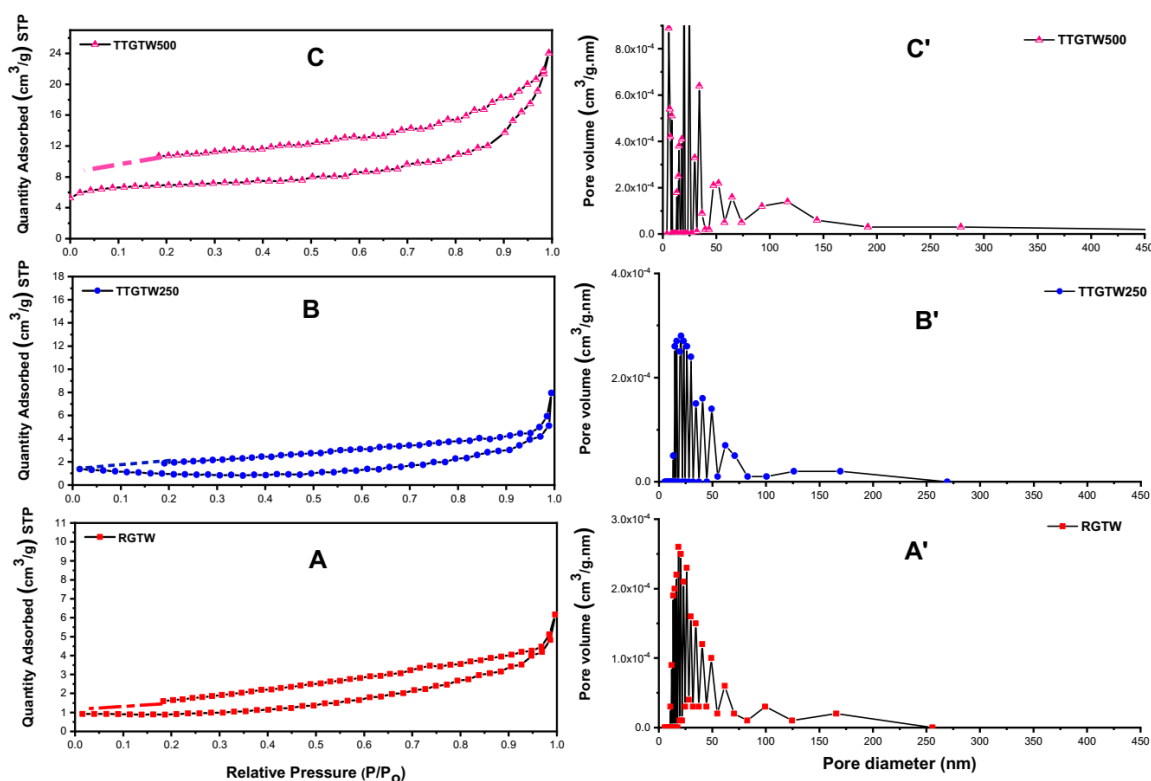 TTGTW500
C
Quantity Adsorbed (cm³/g) STP
24
20
16
12
8
4
0
0.0 0.1 0.2 0.3 0.4 0.5 0.6 0.7 0.8 0.9 1.0
TTGTW500
C'
Pore volume (cm³/g.nm)
8.0x10⁻⁴
6.0x10⁻⁴
4.0x10⁻⁴
2.0x10⁻⁴
0.0
0 50 100 150 200 250 300 350 400 450
TTGTW250
B
Quantity Adsorbed (cm³/g) STP
18
16
14
12
10
8
6
4
2
0
0.0 0.1 0.2 0.3 0.4 0.5 0.6 0.7 0.8 0.9 1.0
TTGTW250
B'
Pore volume (cm³/g.nm)
4.0x10⁻⁴
2.0x10⁻⁴
0.0
0 50 100 150 200 250 300 350 400 450
RGTW
A
Quantity Adsorbed (cm³/g) STP
11
10
9
8
7
6
5
4
3
2
1
0
0.0 0.1 0.2 0.3 0.4 0.5 0.6 0.7 0.8 0.9 1.0
Relative Pressure (P/P₀)
RGTW
A'
Pore volume (cm³/g.nm)
3.0x10⁻⁴
2.0x10⁻⁴
1.0x10⁻⁴
0.0
0 50 100 150 200 250 300 350 400 450
Pore diameter (nm)